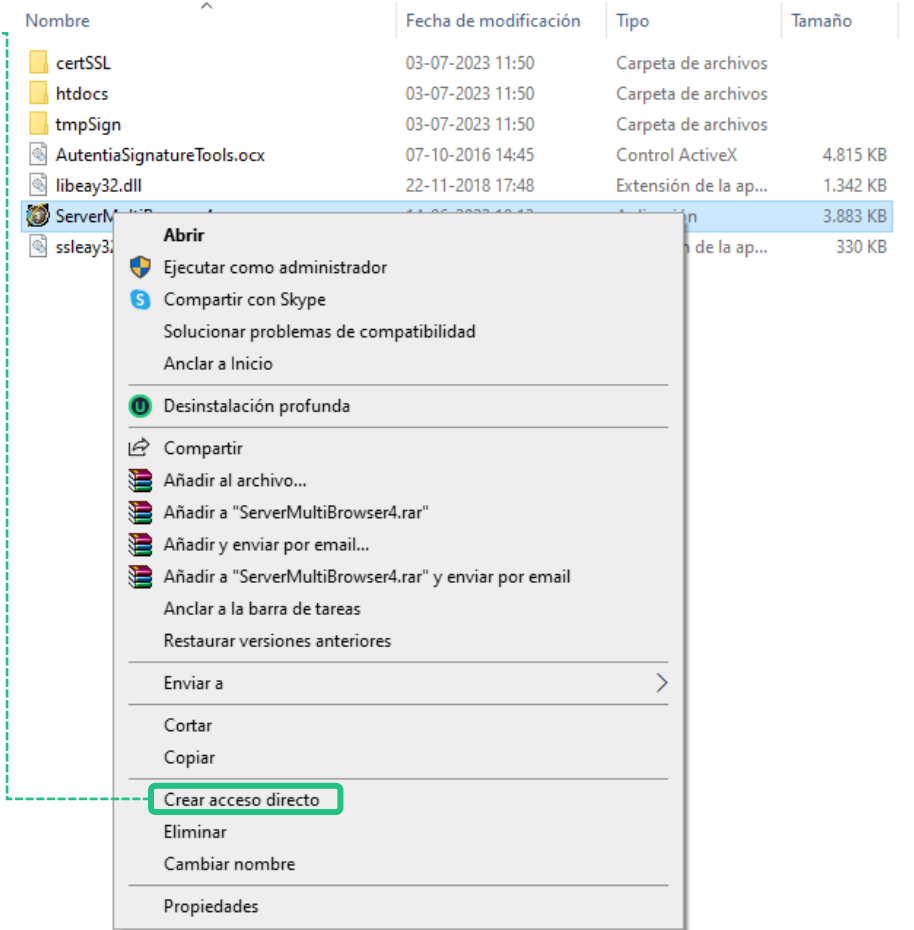 Nombre Fecha de modificación Tipo Tamaño
certSSL 03-07-2023 11:50 Carpeta de archivos
htdocs 03-07-2023 11:50 Carpeta de archivos
tmpSign 03-07-2023 11:50 Carpeta de archivos
AutentiaSignatureTools.ocx 07-10-2016 14:45 Control ActiveX 4.815 KB
libeay32.dll 22-11-2018 17:48 Extensión de la ap... 1.342 KB
3.883 KB
de la ap... 330 KB
Abrir
Ejecutar como administrador
Compartir con Skype
Solucionar problemas de compatibilidad
Anclar a Inicio
Desinstalación profunda
Compartir
Añadir al archivo...
Añadir a "ServerMultiBrowser4.rar"
Añadir y enviar por email...
Añadir a "ServerMultiBrowser4.rar" y enviar por email
Anclar a la barra de tareas
Restaurar versiones anteriores
Enviar a
Cortar
Copiar
Crear acceso directo
Eliminar
Cambiar nombre
Propiedades